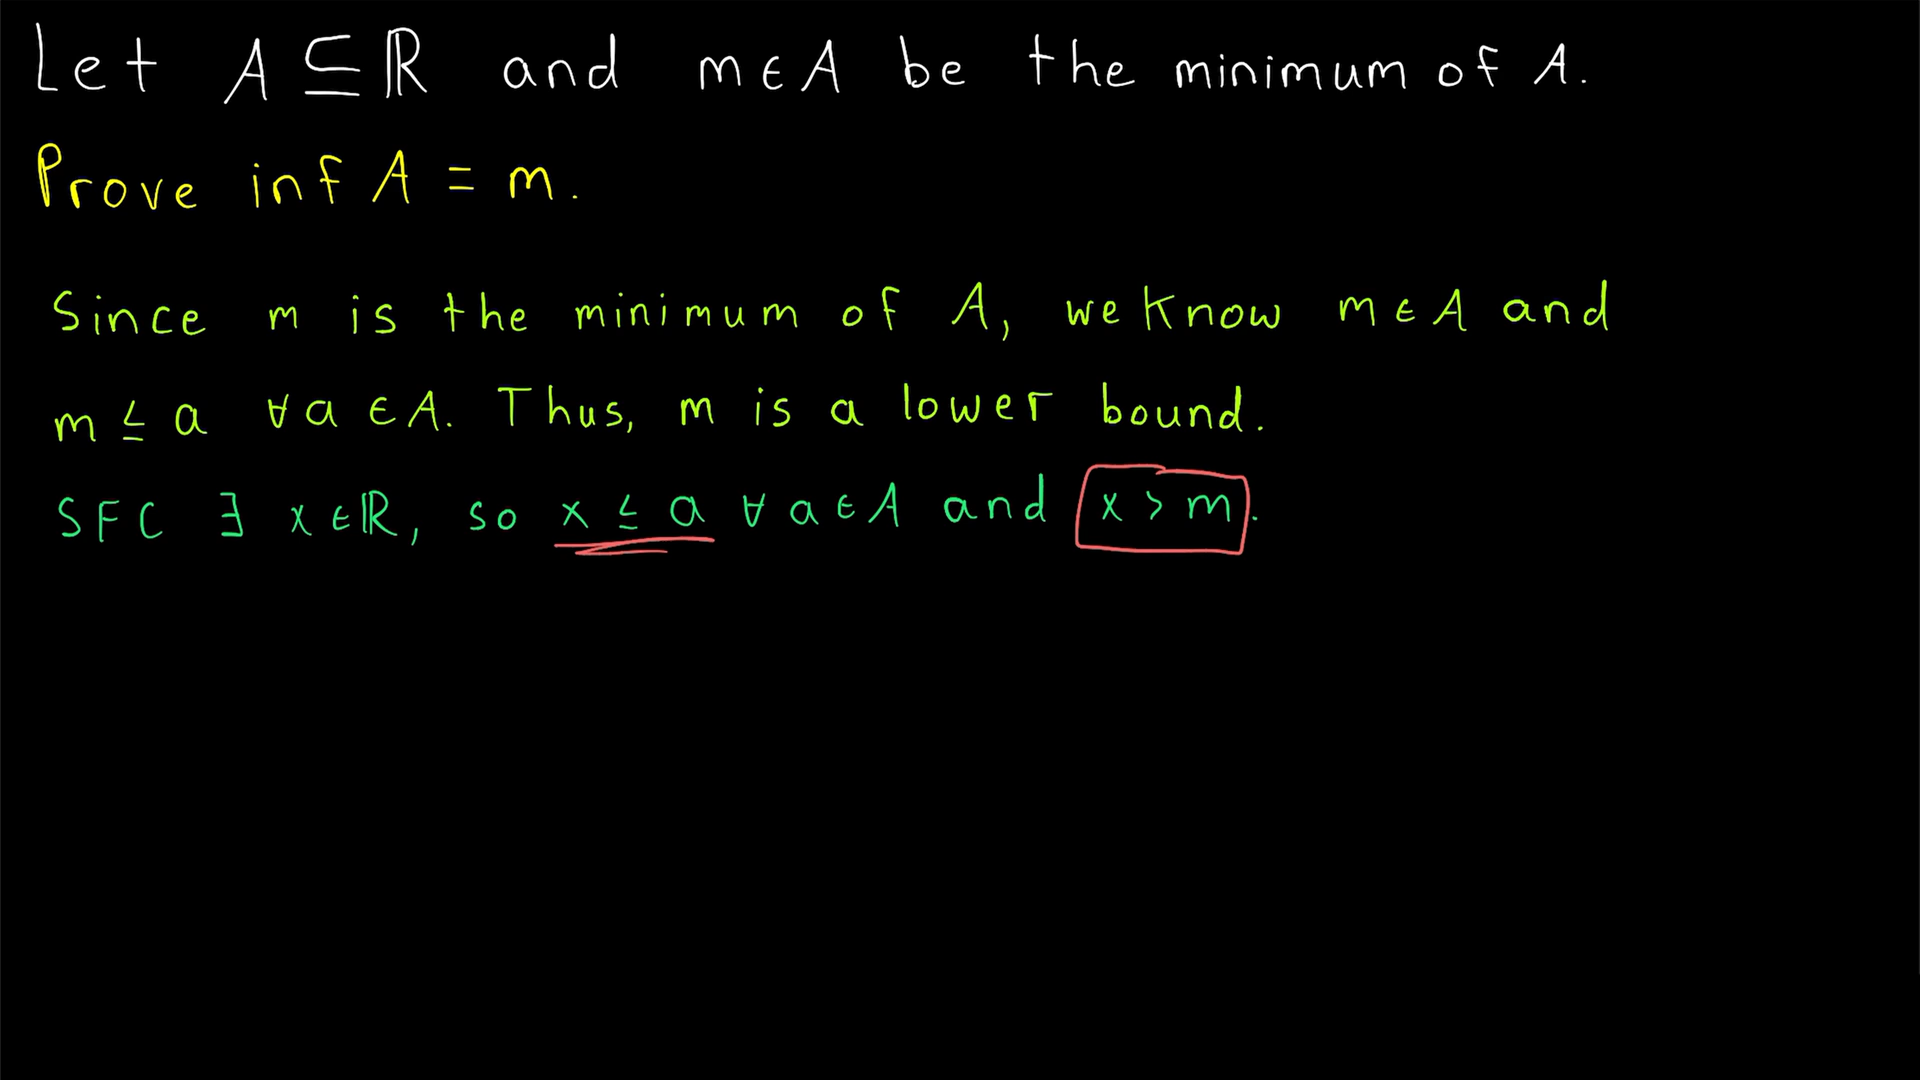 Let A ⊆ ℝ and m ∈ A be the minimum of A.
Prove inf A = m.
Since m is the minimum of A, we know m ∈ A and
m ≤ a ∀ a ∈ A. Thus, m is a lower bound.
SFC ∃ x ∈ ℝ, so x ≤ a ∀ a ∈ A and x > m.